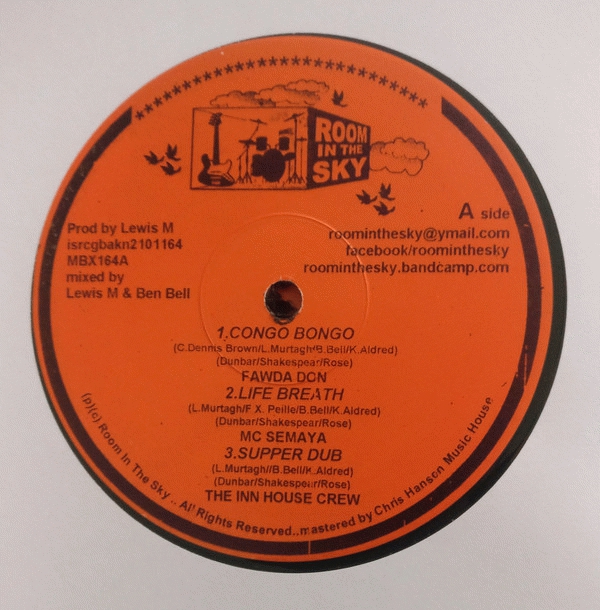 ROOM
IN THE
SKY
A side
Prod by Lewis M
isrcgbakn2101164
MBX164A
mixed by
Lewis M & Ben Bell
roominthesky@ymail.com
facebook/roominthesky
roominthesky.bandcamp.com
1.CONGO BONGO
(C.Dennis Brown/L.Murtagh/B.Bell/K.Aldred)
(Dunbar/Shakespear/Rose)
FAWDA DON
2.LIFE BREATH
(L.Murtagh/F X. Peille/B.Bell/K.Aldred)
(Dunbar/Shakespear/Rose)
MC SEMAYA
3.SUPPER DUB
(L.Murtagh//B.Bell/K.Aldred)
(Dunbar/Shakespear/Rose)
THE INN HOUSE CREW
(p)(c) Room In The Sky .. All Rights Reserved..mastered by Chris Hanson Music House